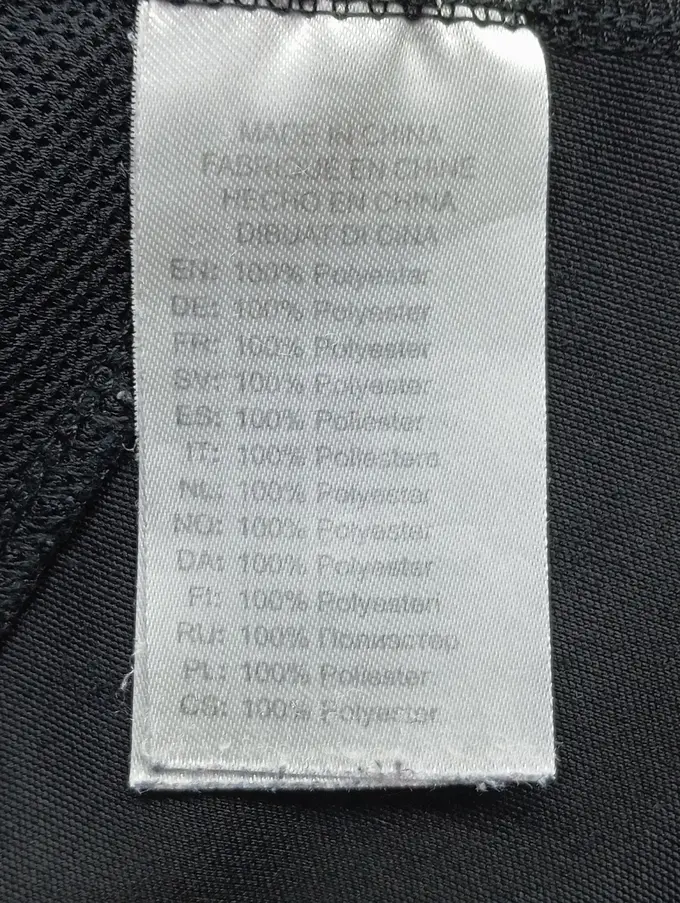 MADE IN CHINA
FABRIQUÉ EN CHINE
HECHO EN CHINA
DIBUAT DI CINA
EN: 100% Polyester
DE: 100% Polyester
FR: 100% Polyester
SV: 100% Polyester
ES: 100% Poliester
IT: 100% Poliestere
NL: 100% Polyester
NO: 100% Polyester
DA: 100% Polyester
FI: 100% Polyesteri
RU: 100% Полиэстер
PL: 100% Poliester
CS: 100% Polyester